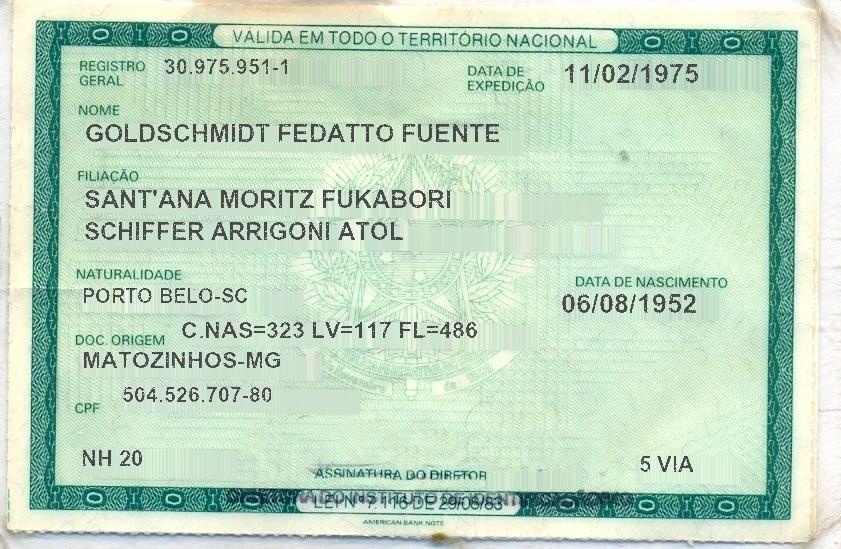 VÁLIDA EM TODO O TERRITÓRIO NACIONAL
REGISTRO GERAL 30.975.951-1 DATA DE EXPEDIÇÃO 11/02/1975
NOME
GOLDSCHMIDT FEDATTO FUENTE
FILIAÇÃO
SANT'ANA MORITZ FUKABORI
SCHIFFER ARRIGONI ATOL
NATURALIDADE DATA DE NASCIMENTO
PORTO BELO-SC 06/08/1952
DOC. ORIGEM C.NAS=323 LV=117 FL=486
MATOZINHOS-MG
CPF 504.526.707-80
NH 20 5 VIA
ASSINATURA DO DIRETOR
LEI Nº 7.116 DE 29/08/83
AMERICAN BANK NOTE